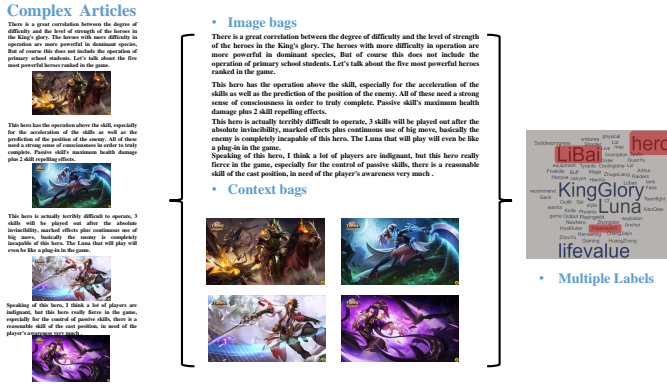 Complex Articles
There is a great correlation between the degree of
difficulty and the level of strength of the heroes in
the King's glory. The heroes with more difficulty in
operation are more powerful in dominant species,
But of course this does not include the operation of
primary school students. Let's talk about the five
most powerful heroes ranked in the game.
This hero has the operation above the skill, especially
for the acceleration of the skills as well as the
prediction of the position of the enemy. All of these
need a strong sense of consciousness in order to truly
complete. Passive skill's maximum health damage
plus 2 skill repelling effects.
This hero is actually terribly difficult to operate, 3
skills will be played out after the absolute
invincibility, marked effects plus continuous use of
big move, basically the enemy is completely
incapable of this hero. The Luna that will play will
even be like a plug-in in the game.
Speaking of this hero, I think a lot of players are
indignant, but this hero really fierce in the game,
especially for the control of passive skills, there is a
reasonable skill of the cast position, in need of the
player's awareness very much .
• Image bags
There is a great correlation between the degree of difficulty and the level of strength
of the heroes in the King's glory. The heroes with more difficulty in operation are
more powerful in dominant species, But of course this does not include the
operation of primary school students. Let's talk about the five most powerful heroes
ranked in the game.
This hero has the operation above the skill, especially for the acceleration of the
skills as well as the prediction of the position of the enemy. All of these need a strong
sense of consciousness in order to truly complete. Passive skill's maximum health
damage plus 2 skill repelling effects.
This hero is actually terribly difficult to operate, 3 skills will be played out after the
absolute invincibility, marked effects plus continuous use of big move, basically the
enemy is completely incapable of this hero. The Luna that will play will even be like
a plug-in in the game.
Speaking of this hero, I think a lot of players are indignant, but this hero really
fierce in the game, especially for the control of passive skills, there is a reasonable
skill of the cast position, in need of the player's awareness very much .
• Context bags
physical
Suddenprogress
hero
LiBai
KingGlory
Luna
recommend
explosion
Gaming
HuangZhong
lifevalue
• Multiple Labels